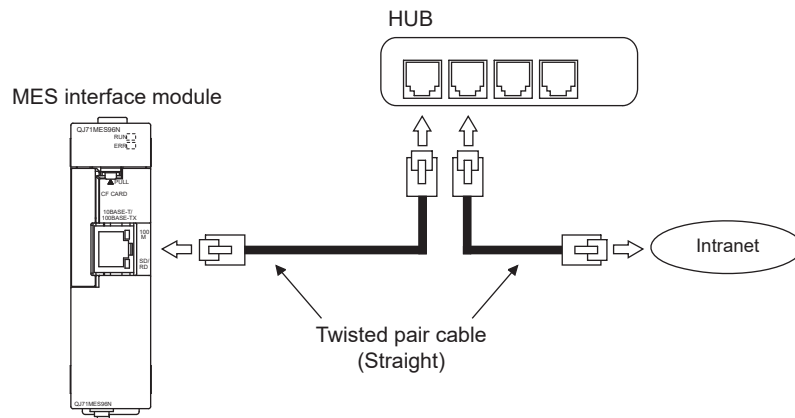 HUB
MES interface module
QJ71MES96N
RUN
ERR.
PULL
CF CARD
10BASE-T/
100BASE-TX
100
M
SD/
RD
Intranet
Twisted pair cable
(Straight)
QJ71MES96N